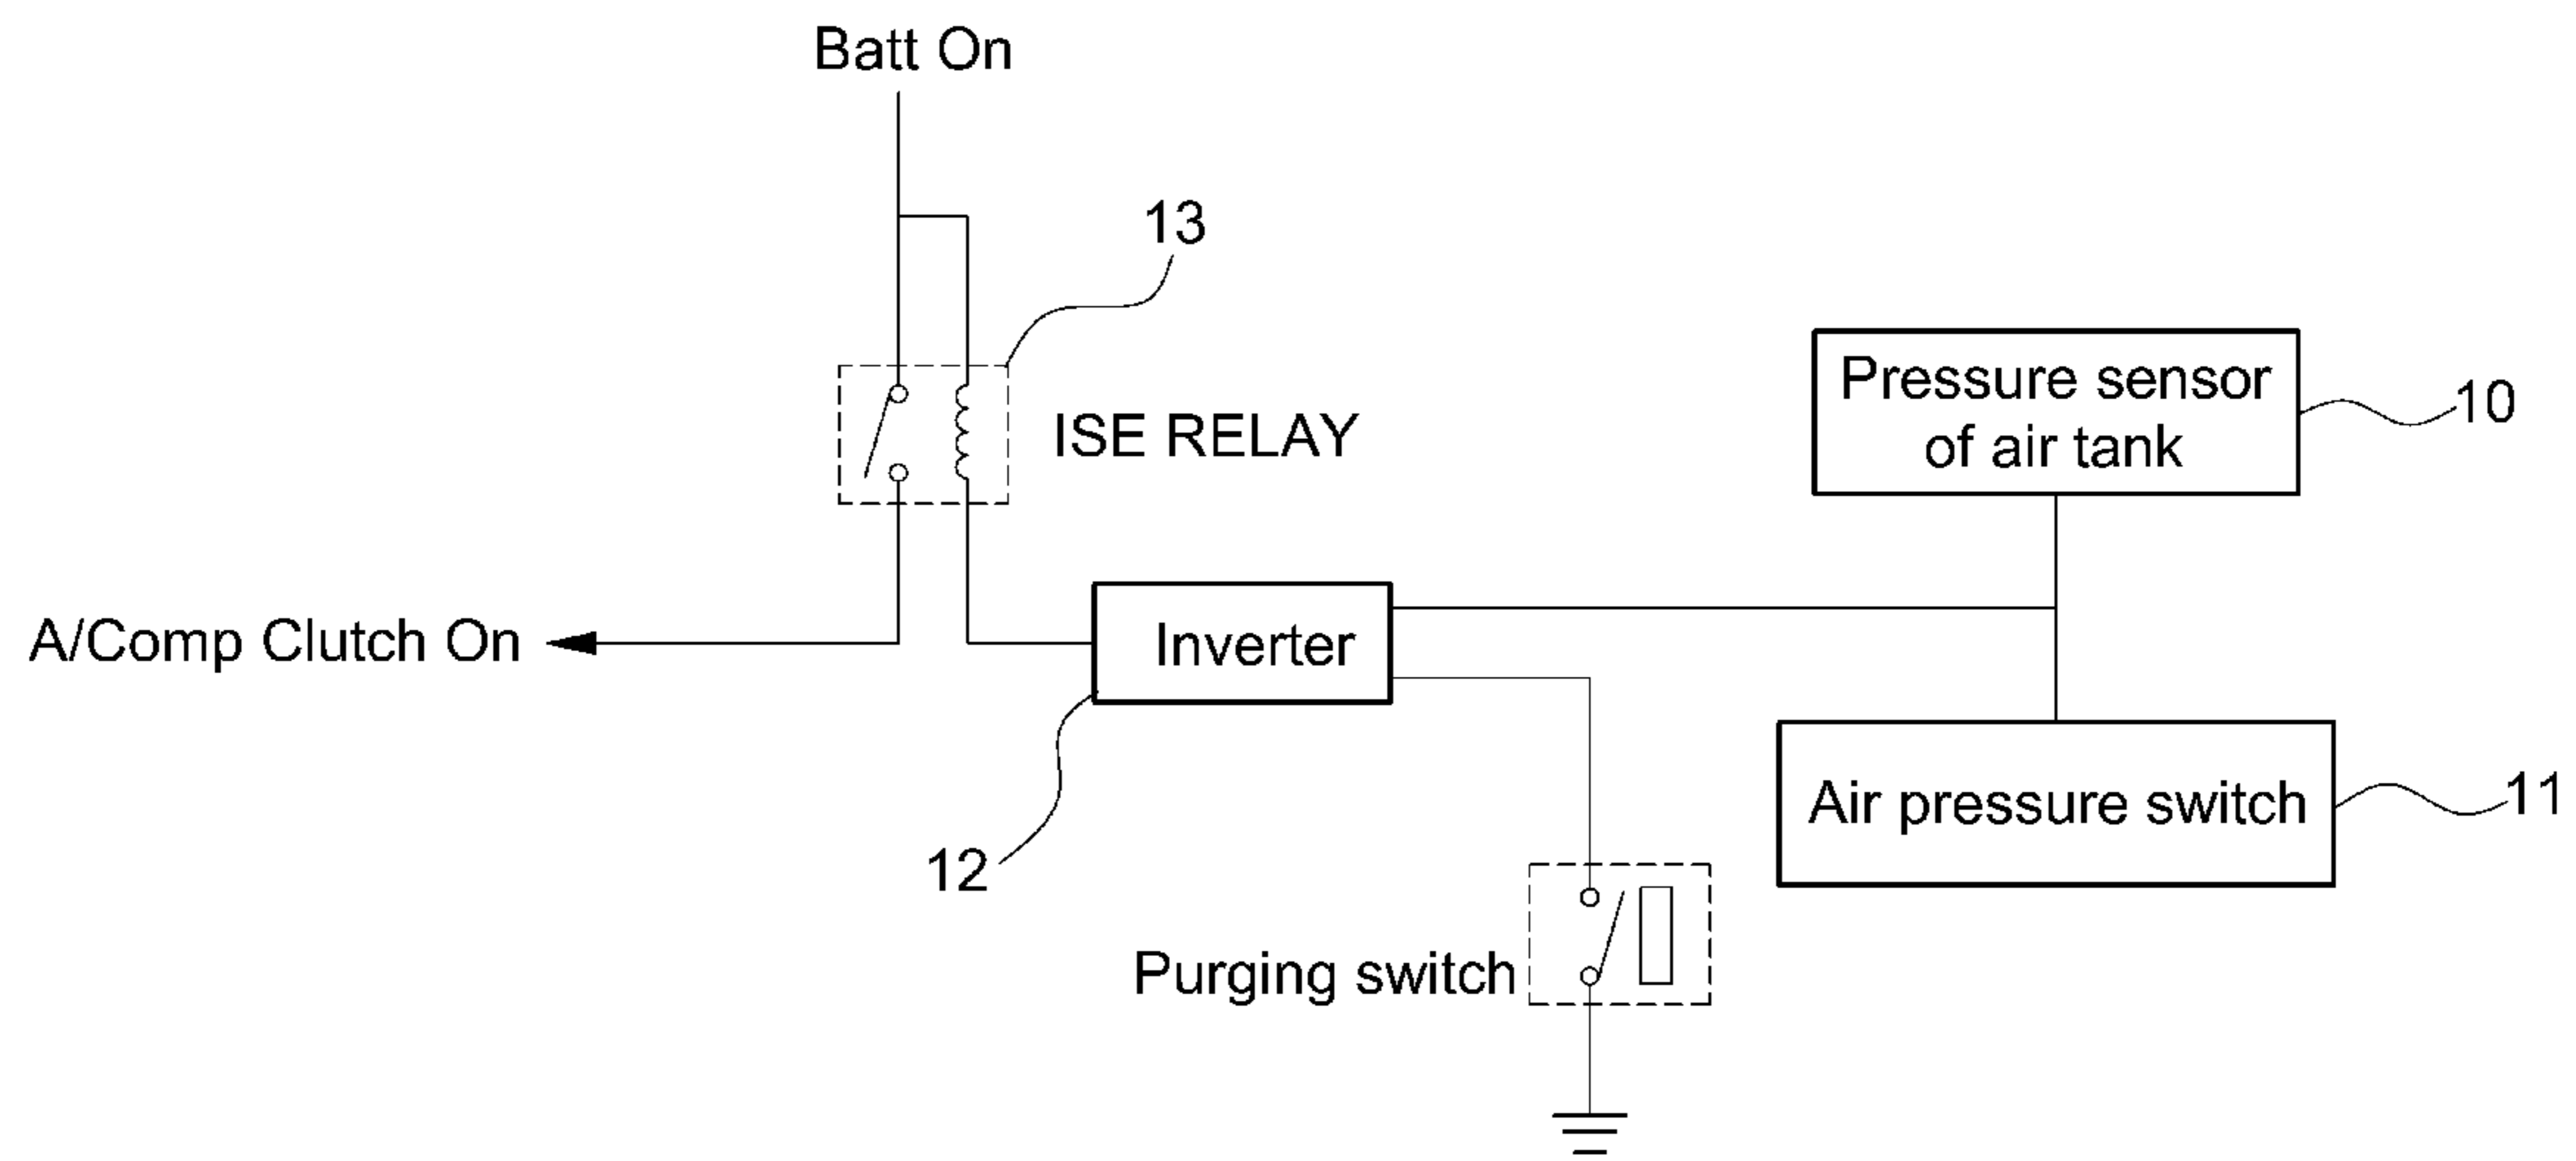 Batt On
13
ISE RELAY
Pressure sensor
of air tank
10
A/Comp Clutch On
Inverter
12
Air pressure switch
11
Purging switch